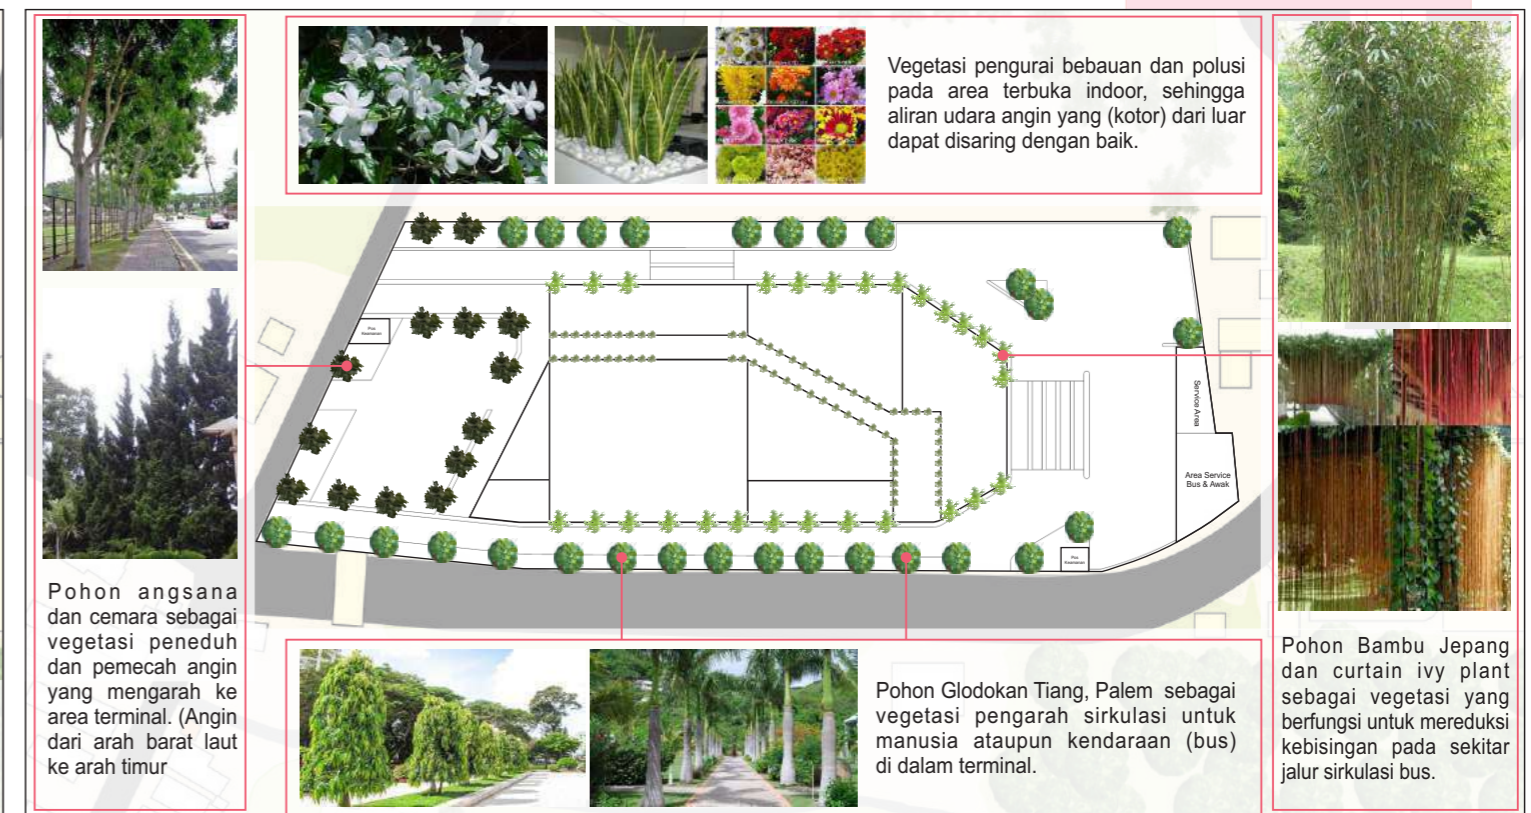 Vegetasi pengurai bebauan dan polusi
pada area terbuka indoor, sehingga
aliran udara angin yang (kotor) dari luar
dapat disaring dengan baik.
Pos
Keamanan
Service Area
Area Service
Bus & Awak
Pos
Keamanan
Pohon angsana
dan cemara sebagai
vegetasi peneduh
dan pemecah angin
yang mengarah ke
area terminal. (Angin
dari arah barat laut
ke arah timur
Pohon Glodokan Tiang, Palem sebagai
vegetasi pengarah sirkulasi untuk
manusia ataupun kendaraan (bus)
di dalam terminal.
Pohon Bambu Jepang
dan curtain ivy plant
sebagai vegetasi yang
berfungsi untuk mereduksi
kebisingan pada sekitar
jalur sirkulasi bus.